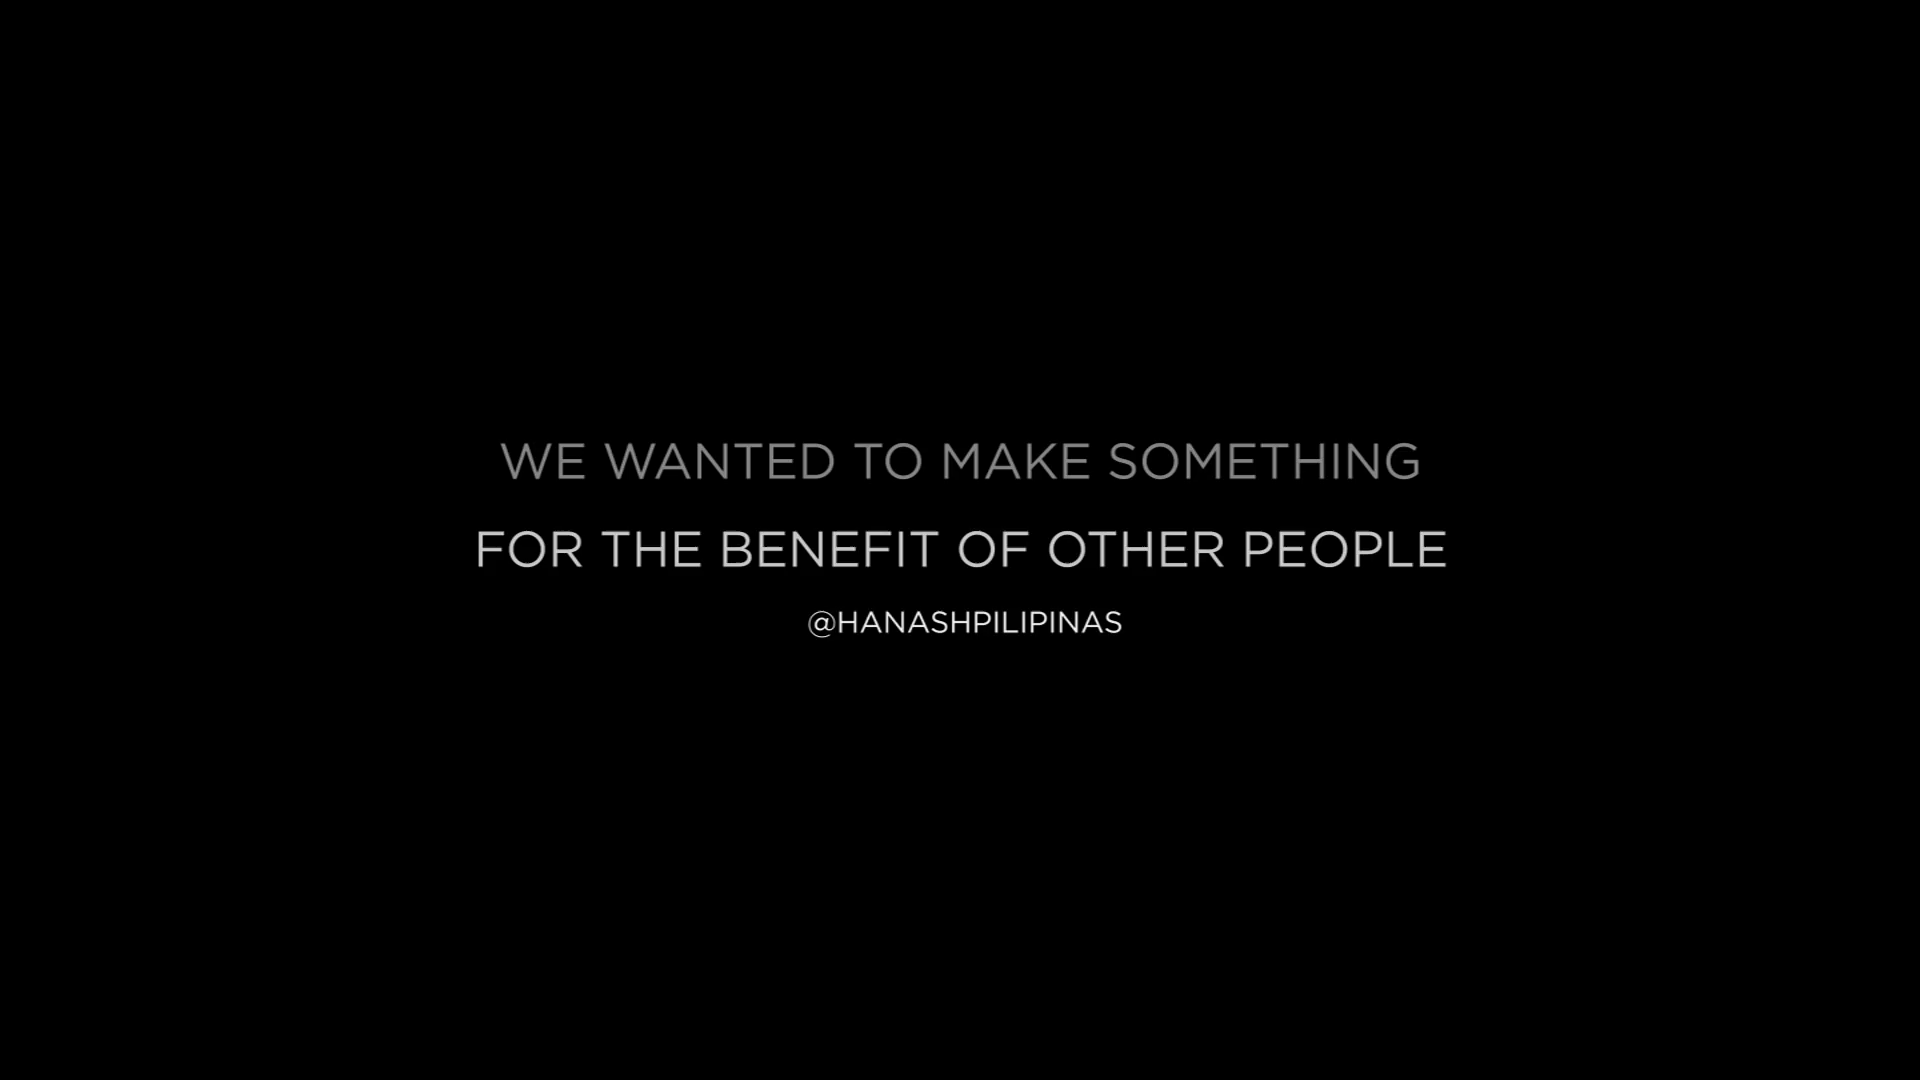 WE WANTED TO MAKE SOMETHING
FOR THE BENEFIT OF OTHER PEOPLE
@HANASHPILIPINAS